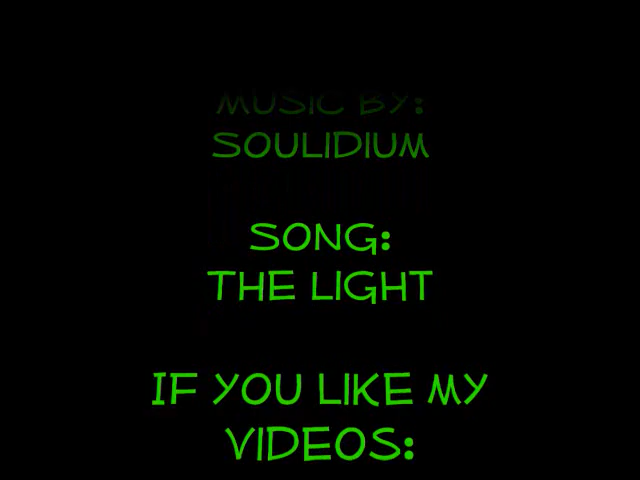 MUSIC BY:
SOULIDIUM
SONG:
THE LIGHT
IF YOU LIKE MY
VIDEOS: